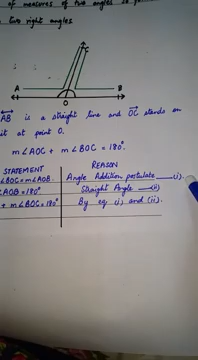 of measures of two angles so
two right angles.
C
A B
O
AB is a straight line and OC stands on
it at point O.
m∠AOC + m∠BOC = 180°.
STATEMENT REASON
∠BOC = m∠AOB. Angle Addition postulate ——(i).
∠AOB = 180° Straight Angle —(ii)
+ m∠BOC = 180° By eq (i) and (ii).